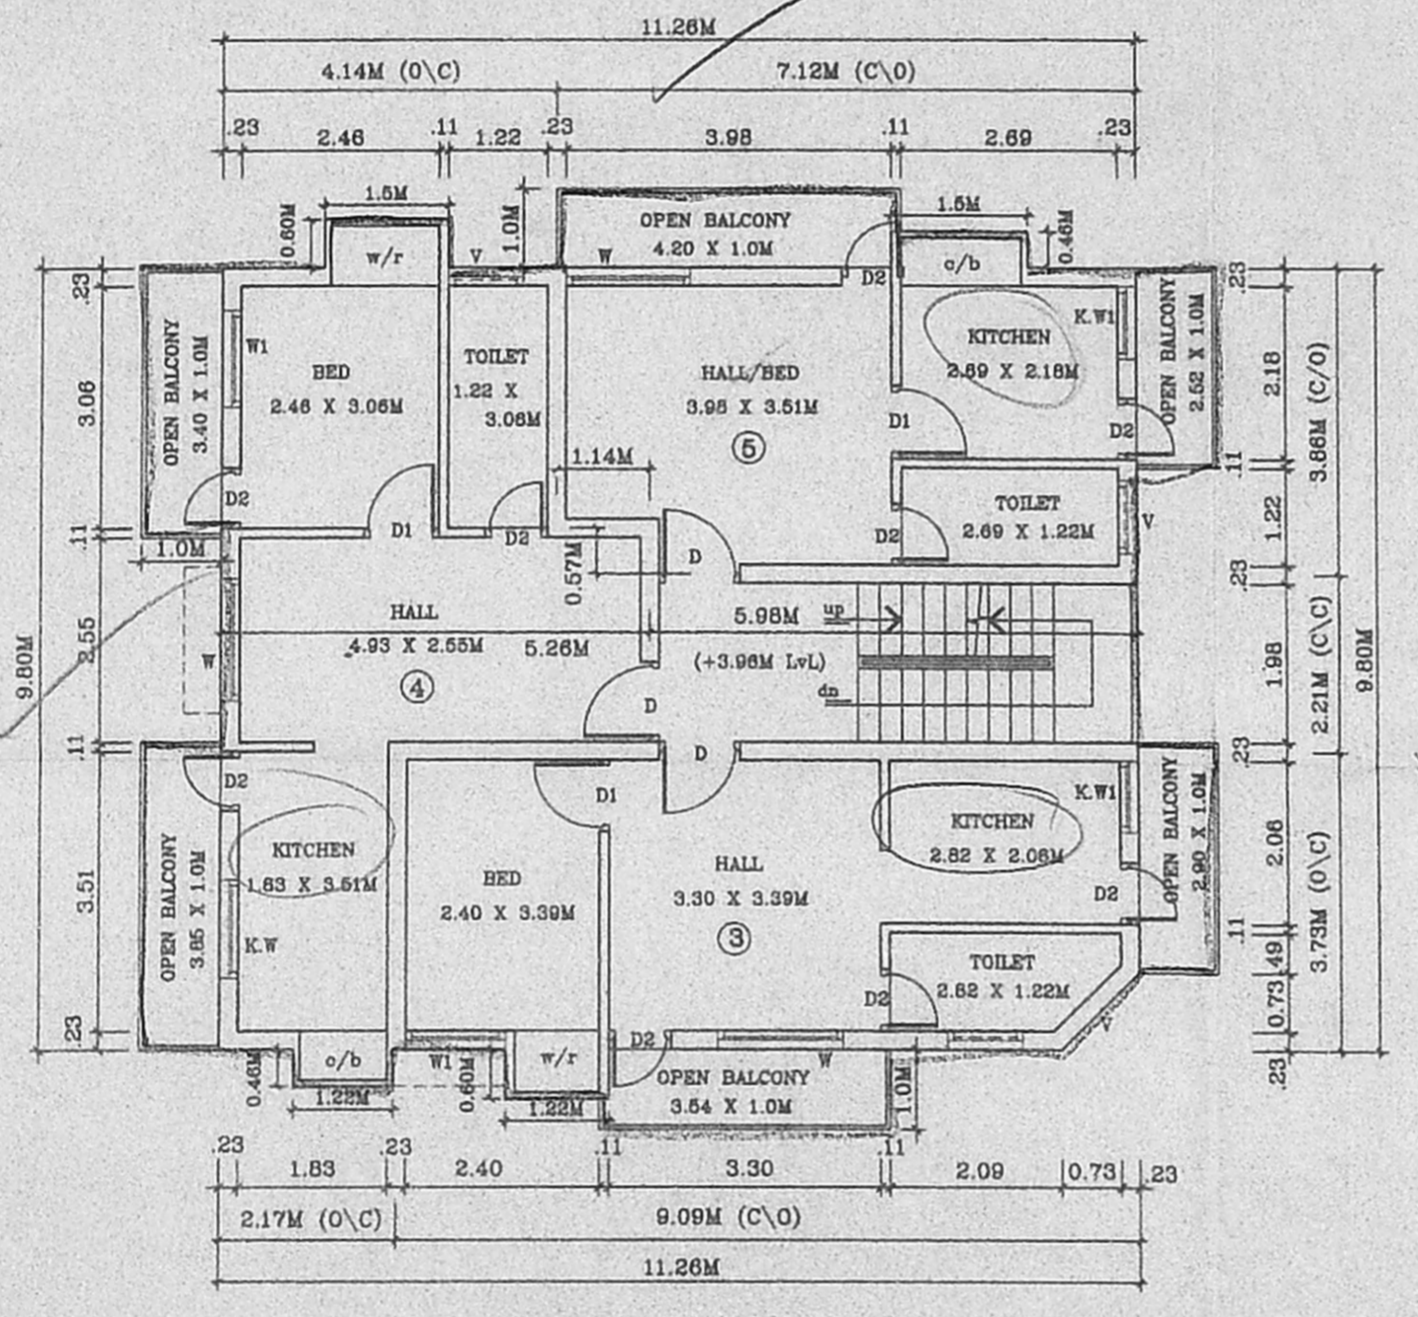 11.26M
4.14M (O\C)
7.12M (C\O)
.23
2.46
.11
1.22
.23
3.98
.11
2.69
.23
1.5M
0.60M
1.0M
OPEN BALCONY
4.20 X 1.0M
1.5M
0.46M
w/r
V
W
D2
c/b
.23
3.06
.11
2.55
.11
3.51
.23
9.80M
OPEN BALCONY
3.40 X 1.0M
W1
BED
2.46 X 3.06M
TOILET
1.22 X
3.06M
HALL/BED
3.98 X 3.51M
5
KITCHEN
2.69 X 2.18M
K.W1
OPEN BALCONY
2.52 X 1.0M
D1
D2
1.14M
D2
D1
D2
1.0M
0.57M
D
D2
TOILET
2.69 X 1.22M
V
HALL
4.93 X 2.55M
4
5.26M
W
5.98M
(+3.96M LvL)
up
dn
D
D
.23
2.18
.11
1.22
.23
1.98
.23
2.06
.11
.49
0.73
.23
3.86M (C/O)
2.21M (C\C)
3.73M (O\C)
9.80M
D2
OPEN BALCONY
3.85 X 1.0M
KITCHEN
1.83 X 3.51M
K.W
BED
2.40 X 3.39M
D1
HALL
3.30 X 3.39M
3
KITCHEN
2.82 X 2.06M
K.W1
D2
OPEN BALCONY
2.90 X 1.0M
TOILET
2.82 X 1.22M
D2
V
0.46M
c/b
1.22M
W1
0.60M
w/r
1.22M
D2
W
OPEN BALCONY
3.54 X 1.0M
1.0M
.23
1.83
.23
2.40
.11
3.30
.11
2.09
0.73
.23
2.17M (O\C)
9.09M (C\O)
11.26M